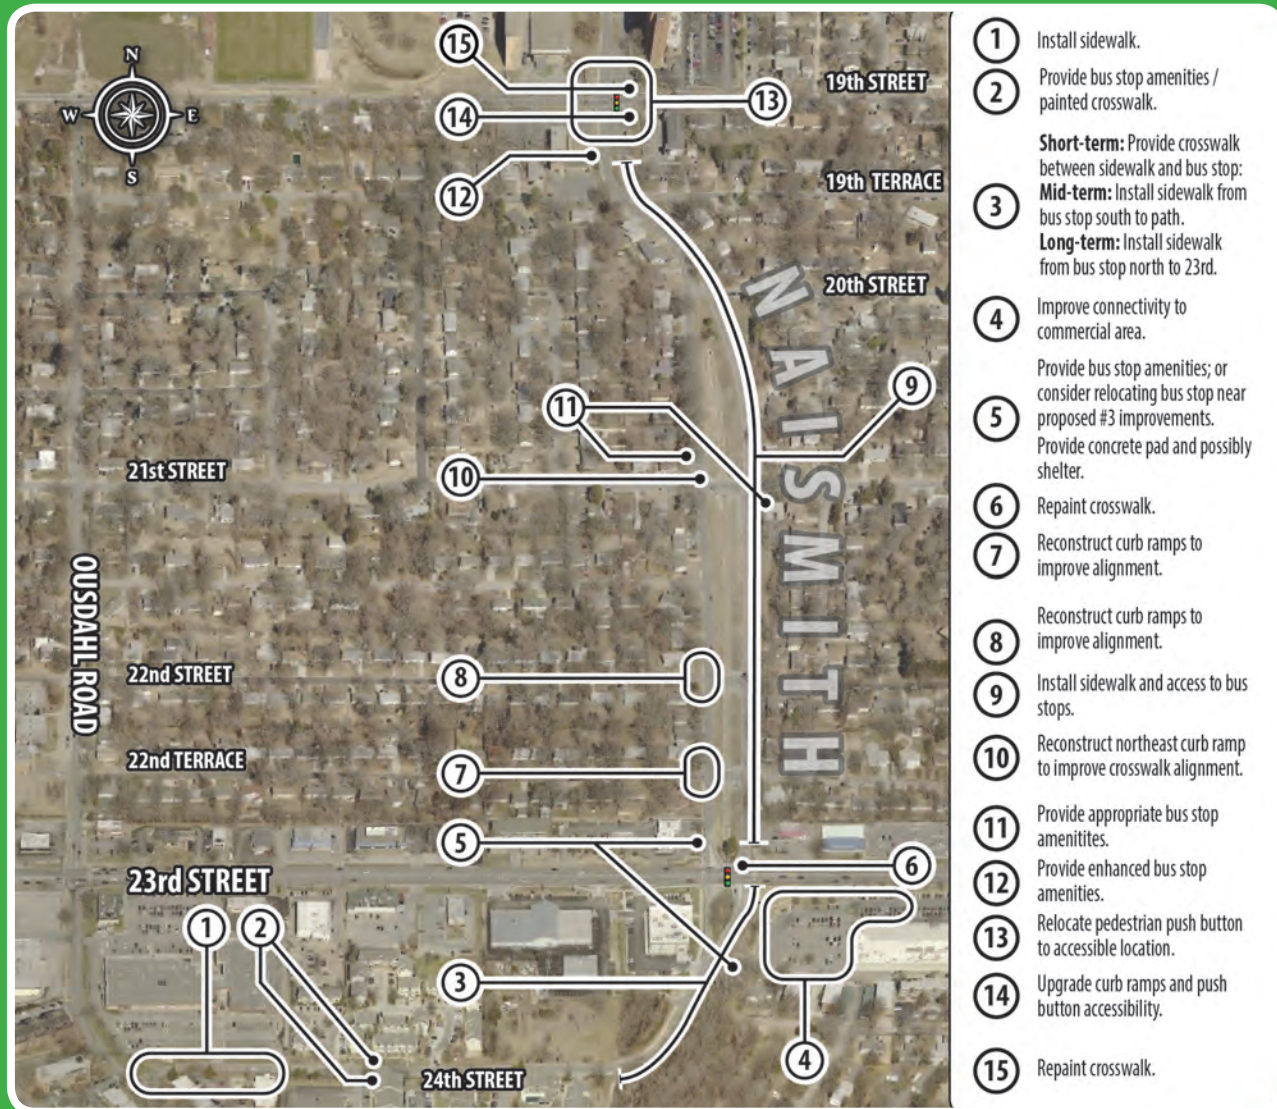 N
W
E
S
15
14
13
12
19th STREET
19th TERRACE
20th STREET
NAISMITH
11
9
10
21st STREET
OUSDAHL ROAD
22nd STREET
8
22nd TERRACE
7
5
6
23rd STREET
1
2
3
4
24th STREET
1
Install sidewalk.
2
Provide bus stop amenities /
painted crosswalk.
3
Short-term: Provide crosswalk
between sidewalk and bus stop:
Mid-term: Install sidewalk from
bus stop south to path.
Long-term: Install sidewalk
from bus stop north to 23rd.
4
Improve connectivity to
commercial area.
5
Provide bus stop amenities; or
consider relocating bus stop near
proposed #3 improvements.
Provide concrete pad and possibly
shelter.
6
Repaint crosswalk.
7
Reconstruct curb ramps to
improve alignment.
8
Reconstruct curb ramps to
improve alignment.
9
Install sidewalk and access to bus
stops.
10
Reconstruct northeast curb ramp
to improve crosswalk alignment.
11
Provide appropriate bus stop
amenitites.
12
Provide enhanced bus stop
amenities.
13
Relocate pedestrian push button
to accessible location.
14
Upgrade curb ramps and push
button accessibility.
15
Repaint crosswalk.